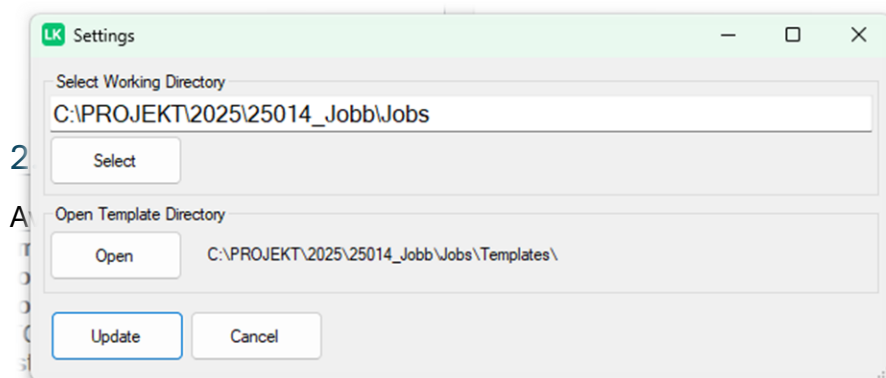 LK Settings
Select Working Directory
C:\PROJEKT\2025\25014_Jobb\Jobs
Select
Open Template Directory
Open C:\PROJEKT\2025\25014_Jobb\Jobs\Templates\
Update Cancel
2
A